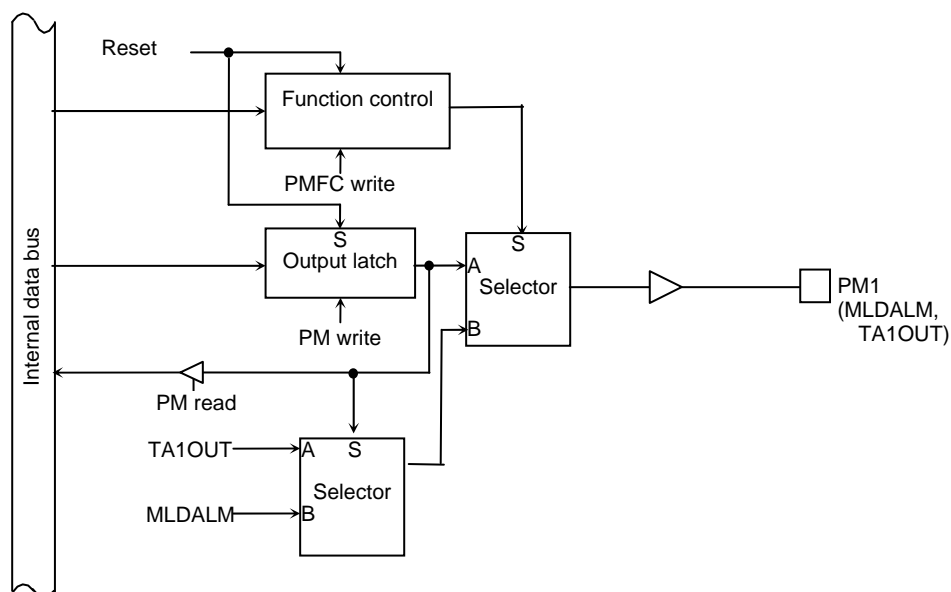 Reset
Function control
PMFC write
Internal data bus
S
Output latch
PM write
S
A
Selector
B
PM1
(MLDALM,
TA1OUT)
PM read
TA1OUT
A
S
Selector
MLDALM
B